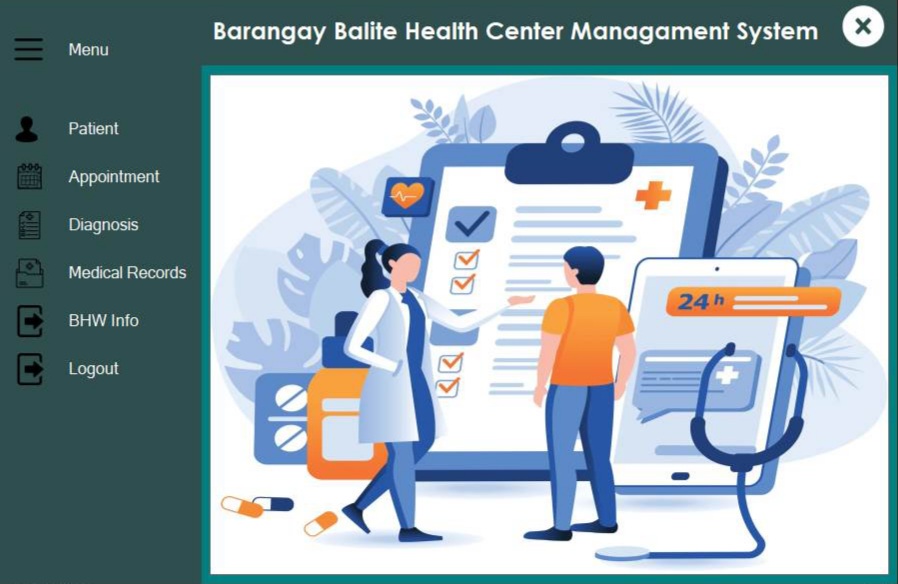 Barangay Balite Health Center Managament System
Menu
Patient
Appointment
Diagnosis
Medical Records
BHW Info
Logout
24 h